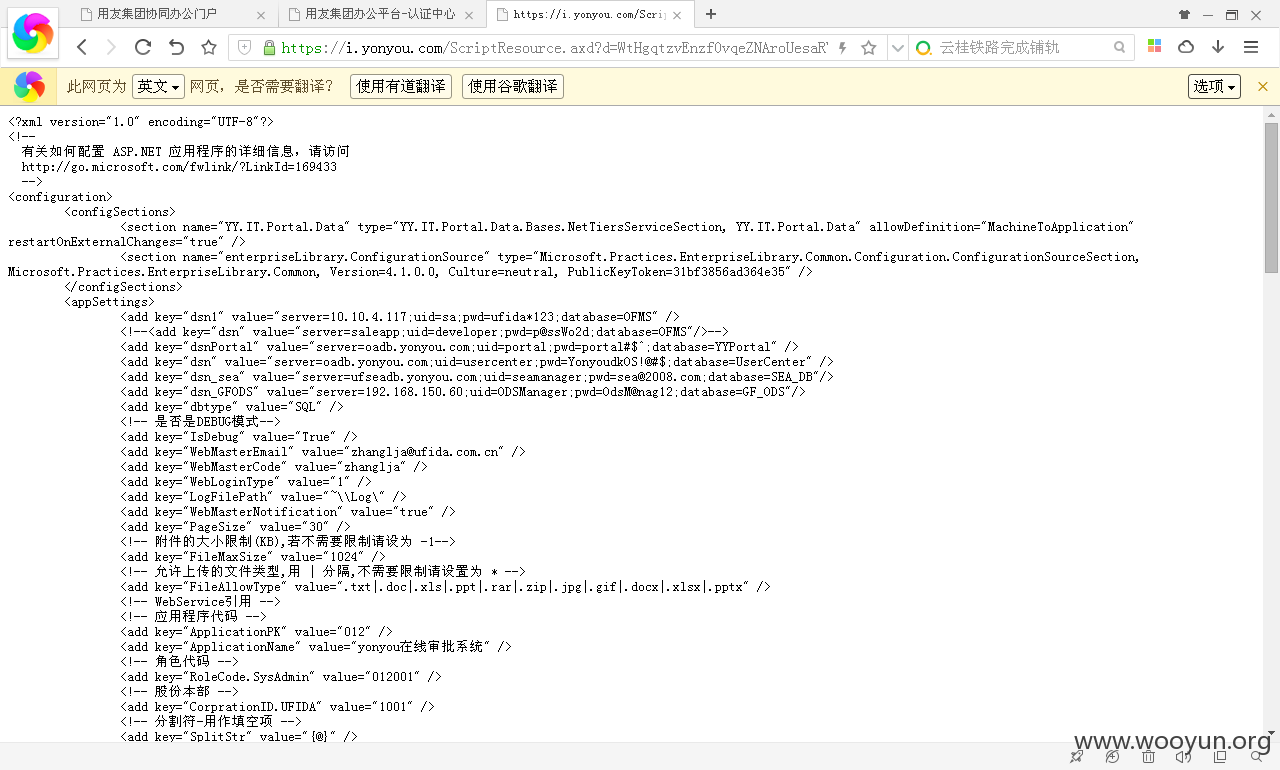 用友集团协同办公门户
用友集团办公平台-认证中心
https://i.yonyou.com/Scri
云桂铁路完成铺轨
此网页为 英文 网页，是否需要翻译？ 使用有道翻译 使用谷歌翻译 选项
<?xml version="1.0" encoding="UTF-8"?>
<!--
有关如何配置 ASP.NET 应用程序的详细信息，请访问
http://go.microsoft.com/fwlink/?LinkId=169433
-->
<configuration>
<configSections>
<section name="YY.IT.Portal.Data" type="YY.IT.Portal.Data.Bases.NetTiersServiceSection, YY.IT.Portal.Data" allowDefinition="MachineToApplication"
restartOnExternalChanges="true" />
<section name="enterpriseLibrary.ConfigurationSource" type="Microsoft.Practices.EnterpriseLibrary.Common.Configuration.ConfigurationSourceSection,
Microsoft.Practices.EnterpriseLibrary.Common, Version=4.1.0.0, Culture=neutral, PublicKeyToken=31bf3856ad364e35" />
</configSections>
<appSettings>
<add key="dsn1" value="server=10.10.4.117;uid=sa;pwd=ufida*123;database=OFMS" />
<!--<add key="dsn" value="server=saleapp;uid=developer;pwd=p@ssWo2d;database=OFMS"/>-->
<add key="dsnPortal" value="server=oadb.yonyou.com;uid=portal;pwd=portal#$`;database=YYPortal" />
<add key="dsn" value="server=oadb.yonyou.com;uid=usercenter;pwd=YonyoudkOS!@#$;database=UserCenter" />
<add key="dsn_sea" value="server=ufseadb.yonyou.com;uid=seamanager;pwd=sea@2008.com;database=SEA_DB"/>
<add key="dsn_GFODS" value="server=192.168.150.60;uid=ODSManager;pwd=OdsM@nag12;database=GF_ODS"/>
<add key="dbtype" value="SQL" />
<!-- 是否是DEBUG模式-->
<add key="IsDebug" value="True" />
<add key="WebMasterEmail" value="zhanglja@ufida.com.cn" />
<add key="WebMasterCode" value="zhanglja" />
<add key="WebLoginType" value="1" />
<add key="LogFilePath" value="~\\Log\" />
<add key="WebMasterNotification" value="true" />
<add key="PageSize" value="30" />
<!-- 附件的大小限制(KB),若不需要限制请设为 -1-->
<add key="FileMaxSize" value="1024" />
<!-- 允许上传的文件类型,用 | 分隔,不需要限制请设置为 * -->
<add key="FileAllowType" value=".txt|.doc|.xls|.ppt|.rar|.zip|.jpg|.gif|.docx|.xlsx|.pptx" />
<!-- WebService引用 -->
<!-- 应用程序代码 -->
<add key="ApplicationPK" value="012" />
<add key="ApplicationName" value="yonyou在线审批系统" />
<!-- 角色代码 -->
<add key="RoleCode.SysAdmin" value="012001" />
<!-- 股份本部 -->
<add key="CorprationID.UFIDA" value="1001" />
<!-- 分割符-用作填空项 -->
<add key="SplitStr" value="{@}" />
www.wooyun.org